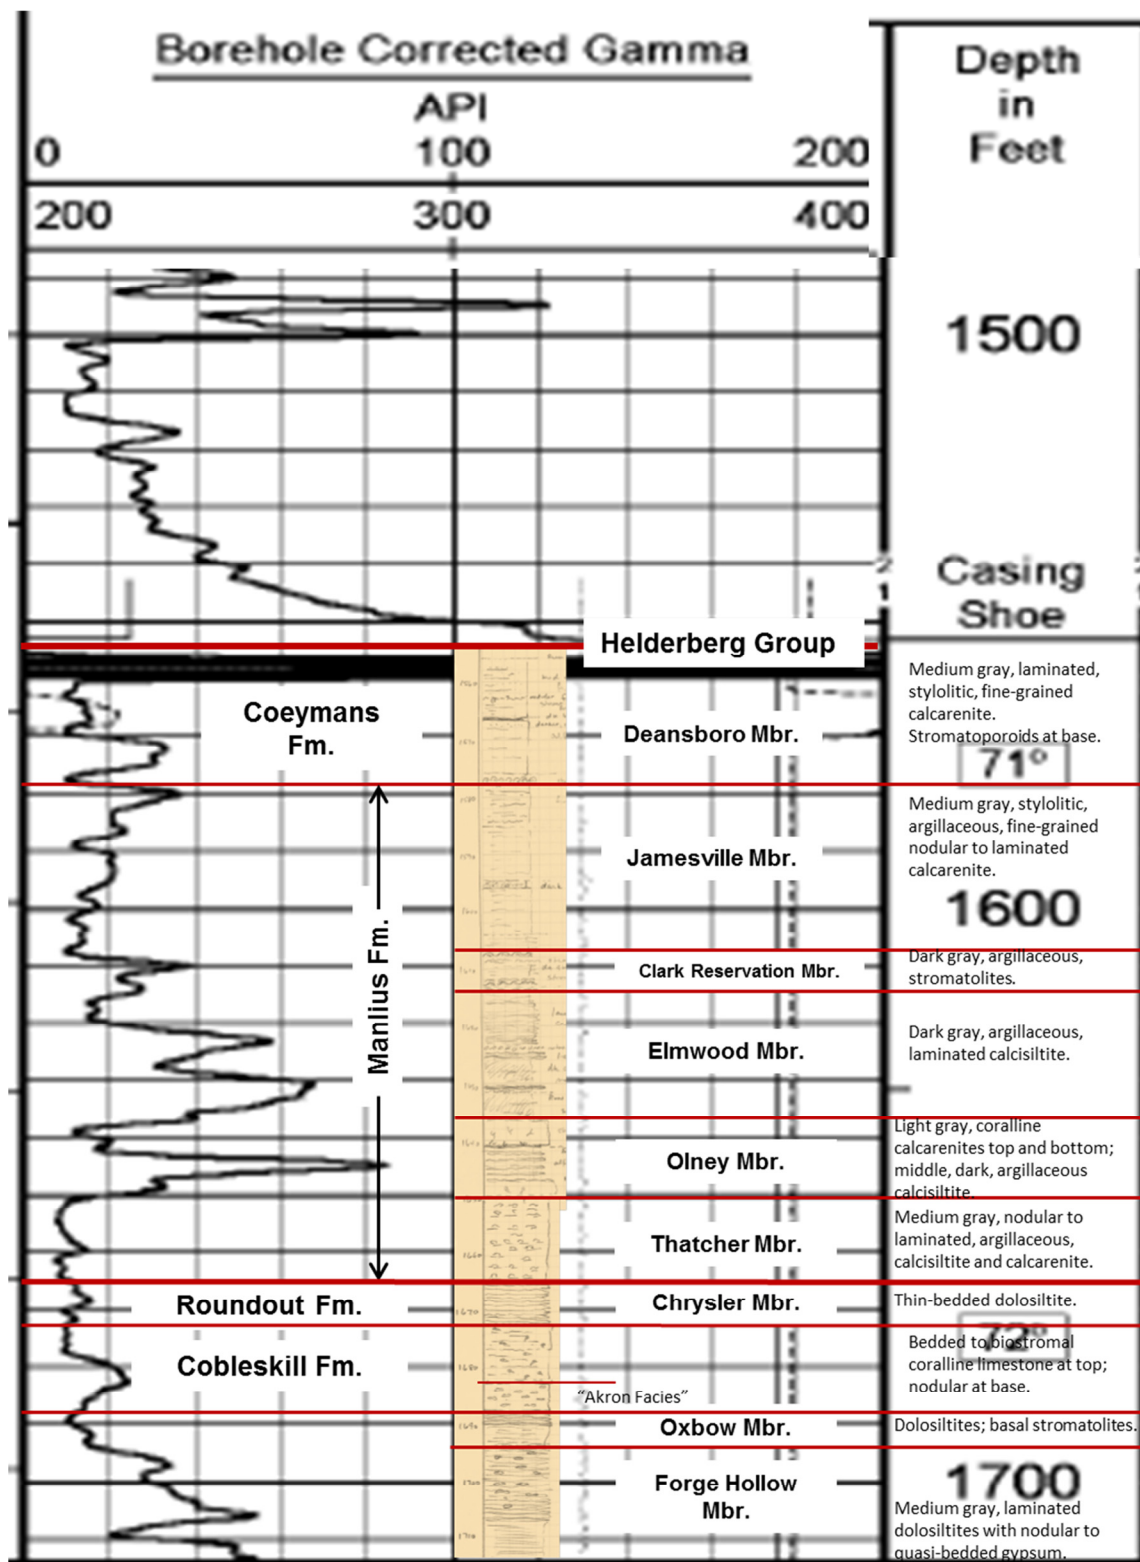 Borehole Corrected Gamma
API
0 100 200
200 300 400
Depth
in
Feet
1500
Casing
Shoe
Helderberg Group
Medium gray, laminated,
stylolitic, fine-grained
calcarenite.
Stromatoporoids at base.
Coeymans
Fm.
Deansboro Mbr.
71°
Medium gray, stylolitic,
argillaceous, fine-grained
nodular to laminated
calcarenite.
Jamesville Mbr.
1600
Manlius Fm.
Clark Reservation Mbr.
Dark gray, argillaceous,
stromatolites.
Elmwood Mbr.
Dark gray, argillaceous,
laminated calcisiltite.
Olney Mbr.
Light gray, coralline
calcarenites top and bottom;
middle, dark, argillaceous
calcisiltite.
Thatcher Mbr.
Medium gray, nodular to
laminated, argillaceous,
calcisiltite and calcarenite.
Roundout Fm.
Chrysler Mbr.
Thin-bedded dolosiltite.
72°
Cobleskill Fm.
Bedded to biostromal
coralline limestone at top;
nodular at base.
"Akron Facies"
Oxbow Mbr.
Dolosiltites; basal stromatolites.
Forge Hollow
Mbr.
1700
Medium gray, laminated
dolosiltites with nodular to
quasi-bedded gypsum.